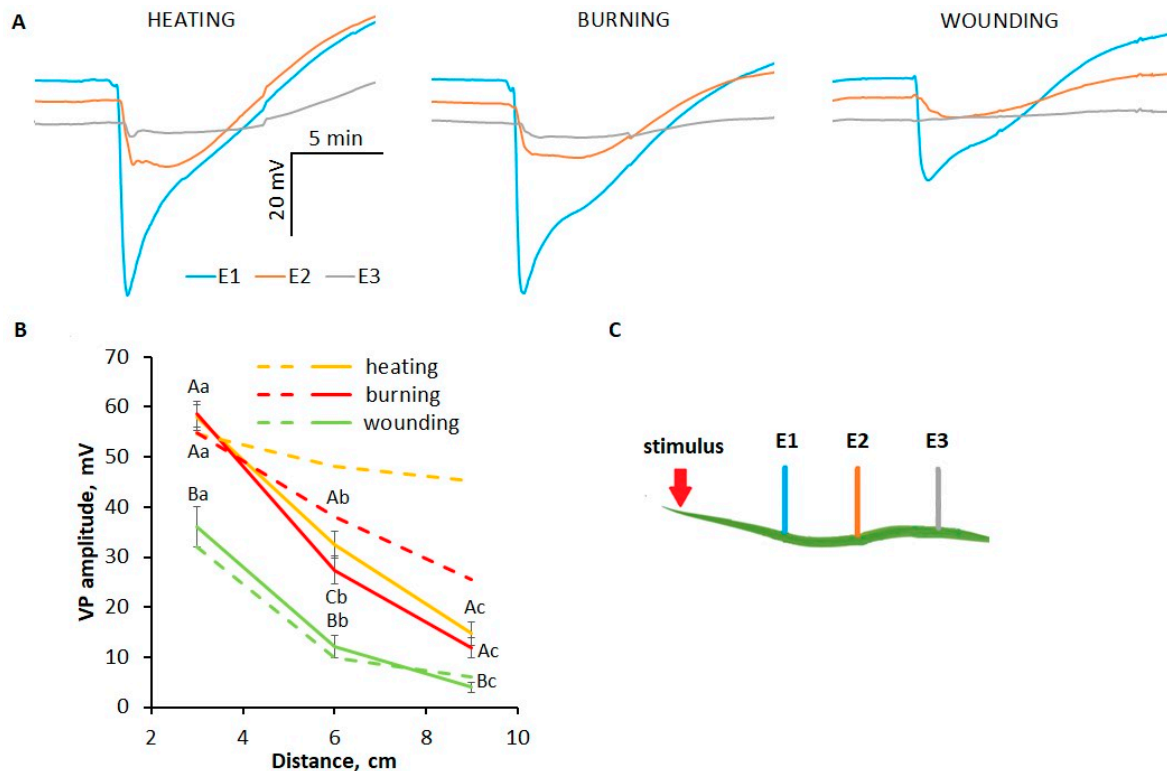 A
HEATING
BURNING
WOUNDING
5 min
20 mV
E1 E2 E3
B
C
70
60
50
40
30
20
10
0
VP amplitude, mV
2 4 6 8 10
Distance, cm
heating
burning
wounding
Aa
Aa
Ba
Ab
Cb
Bb
Ac
Ac
Bc
stimulus
E1 E2 E3